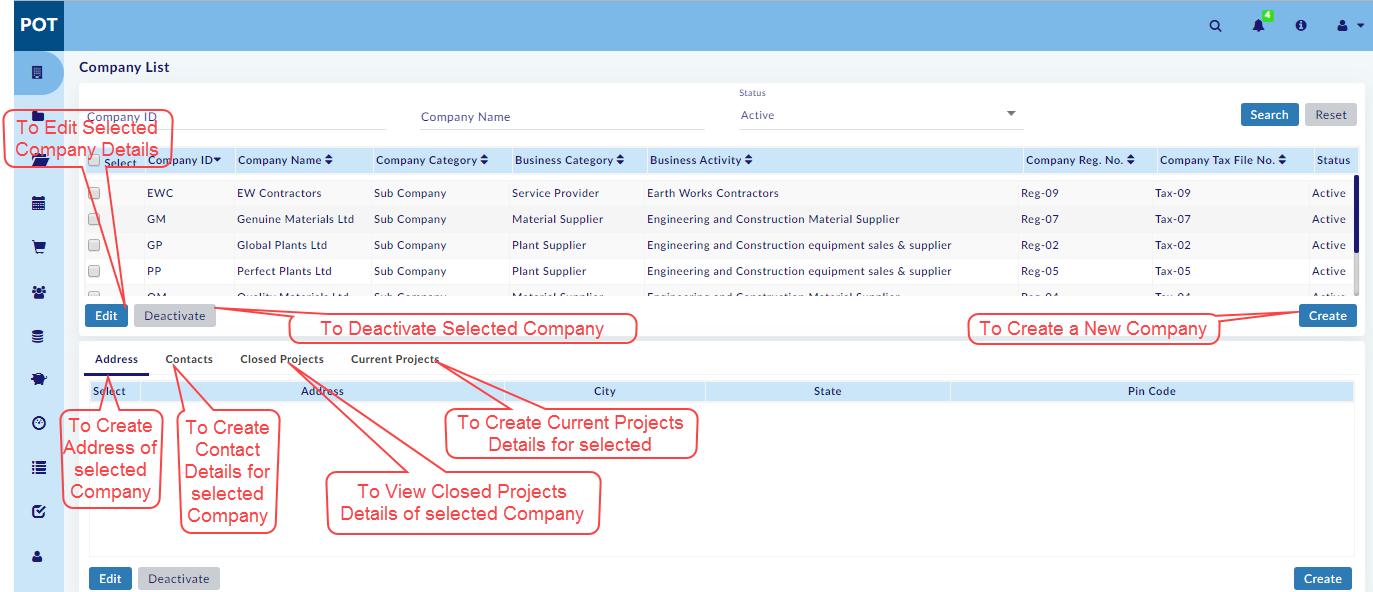 POT
4
Company List
Company ID
Company Name
Status
Active
Search
Reset
To Edit Selected
Company Details
Select
Company ID
Company Name
Company Category
Business Category
Business Activity
Company Reg. No.
Company Tax File No.
Status
EWC EW Contractors Sub Company Service Provider Earth Works Contractors Reg-09 Tax-09 Active
GM Genuine Materials Ltd Sub Company Material Supplier Engineering and Construction Material Supplier Reg-07 Tax-07 Active
GP Global Plants Ltd Sub Company Plant Supplier Engineering and Construction equipment sales & supplier Reg-02 Tax-02 Active
PP Perfect Plants Ltd Sub Company Plant Supplier Engineering and Construction equipment sales & supplier Reg-05 Tax-05 Active
Edit
Deactivate
To Deactivate Selected Company
To Create a New Company
Create
Address
Contacts
Closed Projects
Current Projects
Select
Address
City
State
Pin Code
To Create
Address of
selected
Company
To Create
Contact
Details for
selected
Company
To Create Current Projects
Details for selected
To View Closed Projects
Details of selected Company
Edit
Deactivate
Create